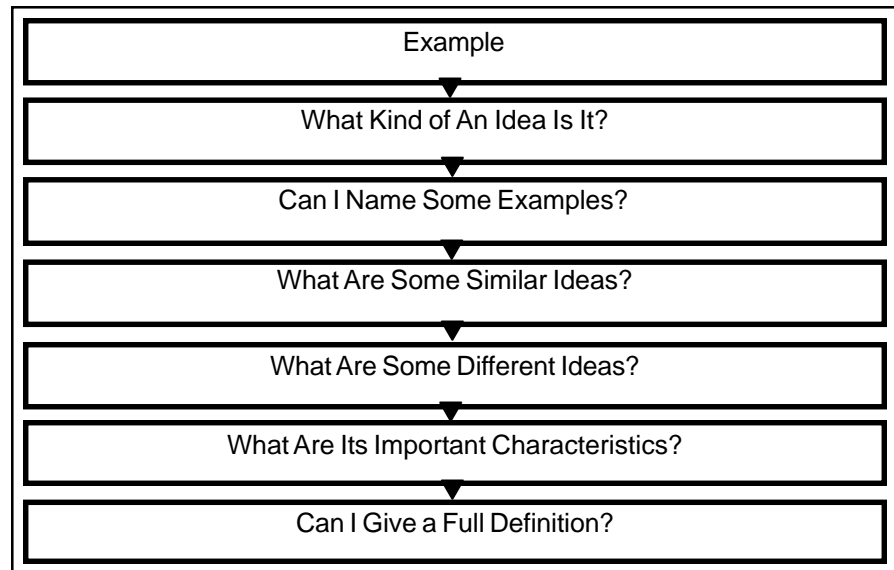 Example
What Kind of An Idea Is It?
Can I Name Some Examples?
What Are Some Similar Ideas?
What Are Some Different Ideas?
What Are Its Important Characteristics?
Can I Give a Full Definition?